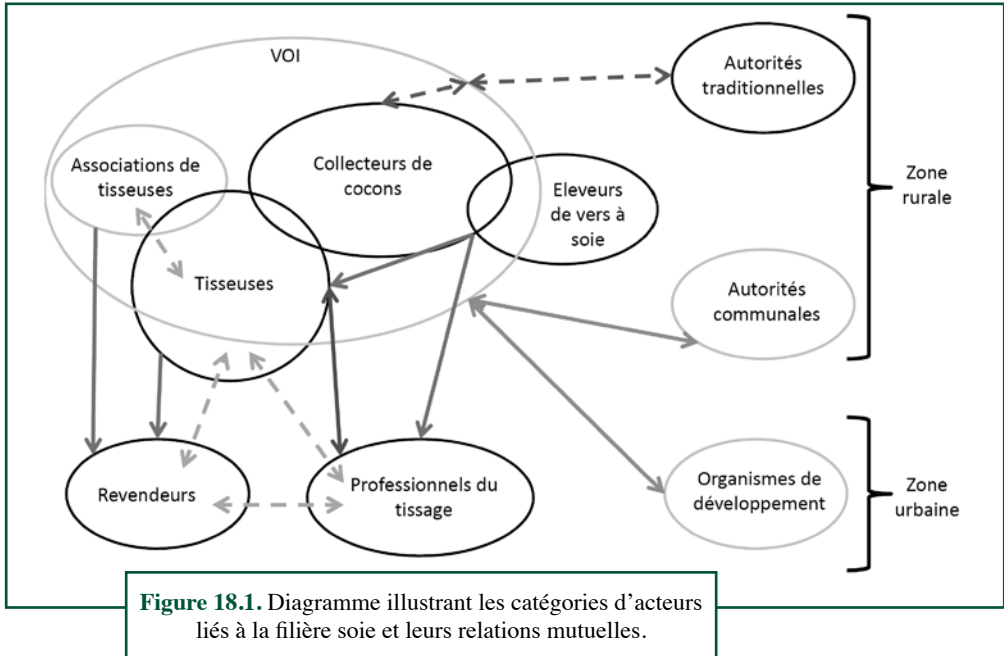 VOI
Autorités
traditionnelles
Associations de
tisseuses
Collecteurs de
cocons
Eleveurs
de vers à
soie
Zone
rurale
Tisseuses
Autorités
communales
Revendeurs
Professionnels du
tissage
Organismes de
développement
Zone
urbaine
Figure 18.1. Diagramme illustrant les catégories d’acteurs
liés à la filière soie et leurs relations mutuelles.